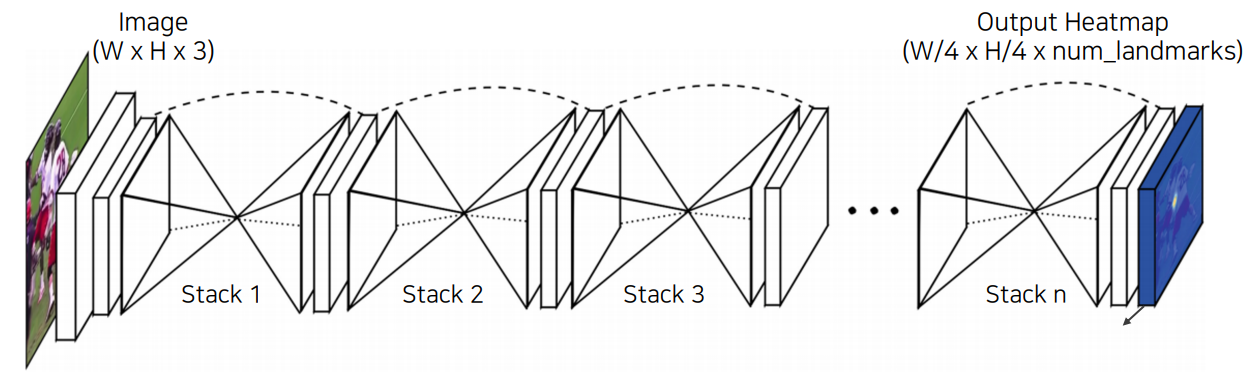 Image
(W x H x 3)
Output Heatmap
(W/4 x H/4 x num_landmarks)
Stack 1
Stack 2
Stack 3
Stack n